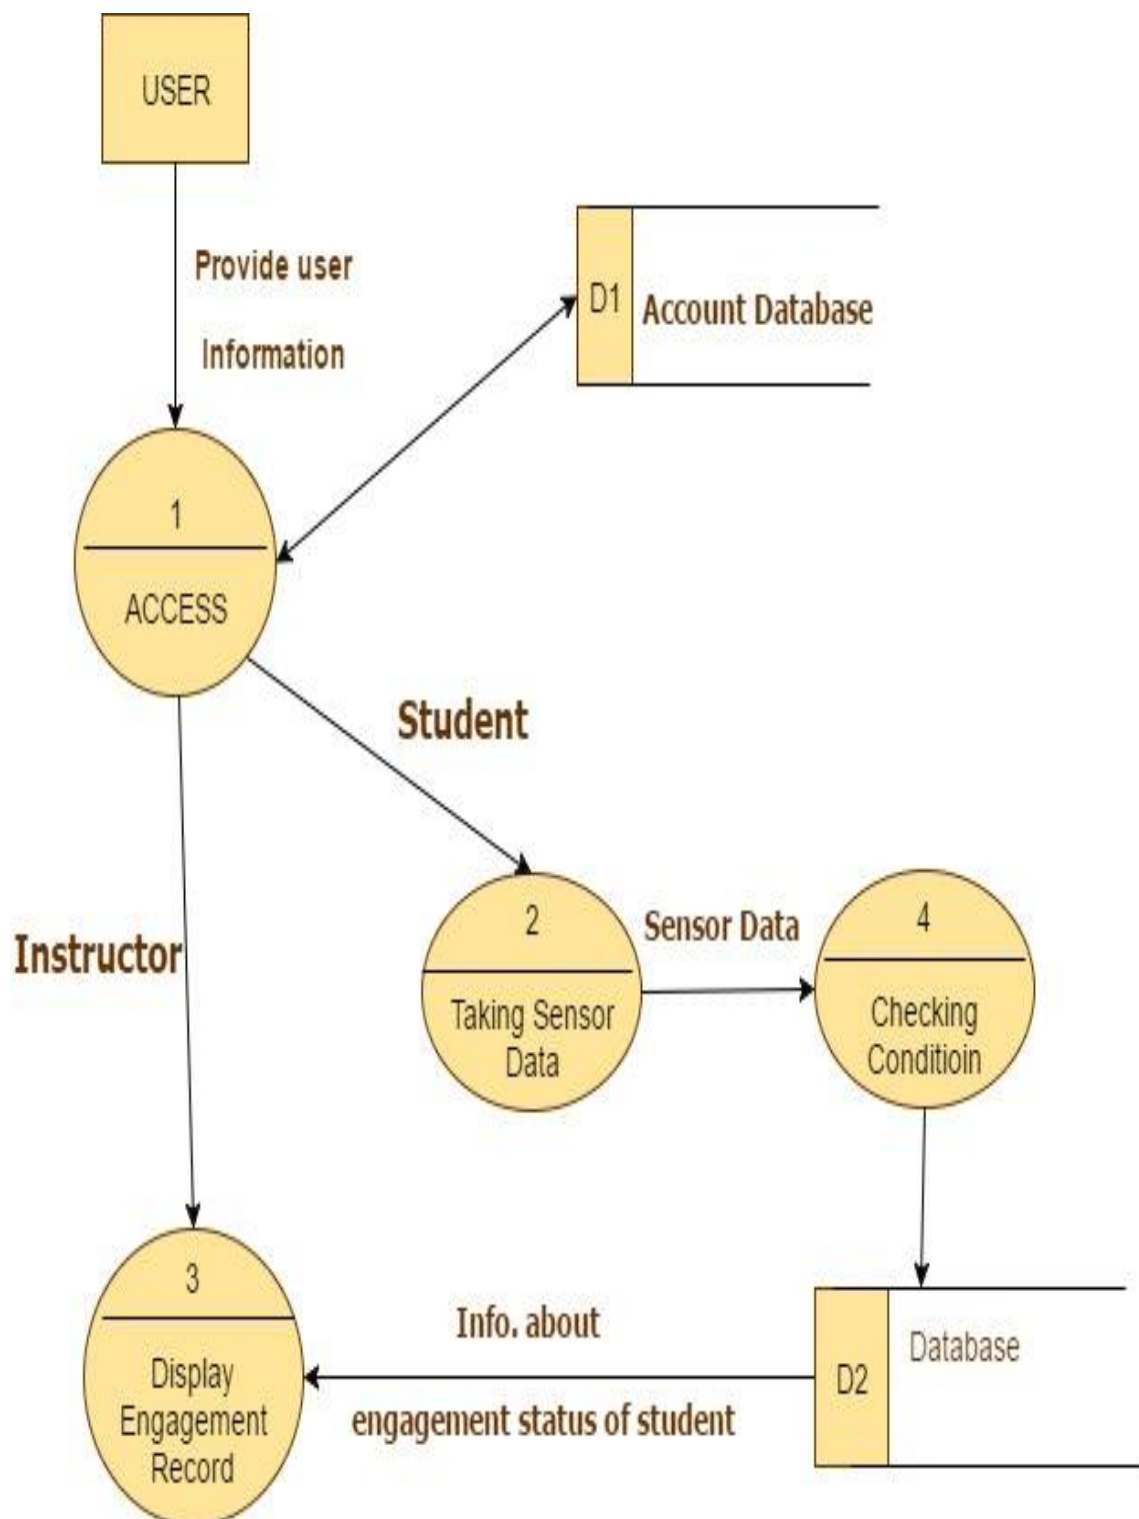 USER
Provide user
Information
D1
Account Database
1
ACCESS
Student
Instructor
2
Taking Sensor
Data
Sensor Data
4
Checking
Conditioin
3
Display
Engagement
Record
Info. about
engagement status of student
D2
Database